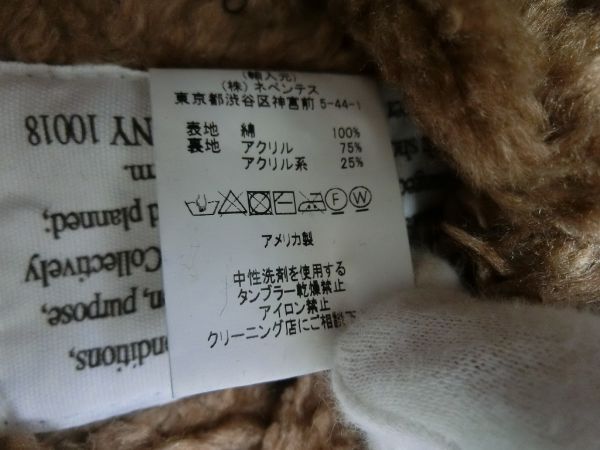 (輸入元)
(株) ネペンテス
東京都渋谷区神宮前 5-44-1
表地 綿 100%
裏地 アクリル 75%
アクリル系 25%
F W
アメリカ製
中性洗剤を使用する
タンブラー乾燥禁止
アイロン禁止
クリーニング店にご相談
onditions,
n, purpose,
Collectively
d planned;
m.
NY 10018